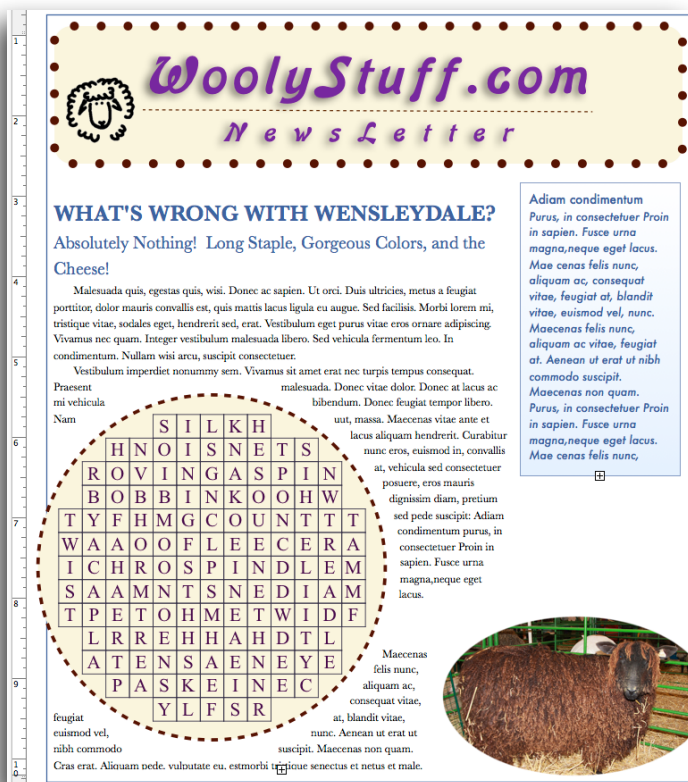 WoolyStuff.com
NewsLetter
WHAT'S WRONG WITH WENSLEYDALE?
Absolutely Nothing!  Long Staple, Gorgeous Colors, and the
Cheese!
Malesuada quis, egestas quis, wisi. Donec ac sapien. Ut orci. Duis ultricies, metus a feugiat
porttitor, dolor mauris convallis est, quis mattis lacus ligula eu augue. Sed facilisis. Morbi lorem mi,
tristique vitae, sodales eget, hendrerit sed, erat. Vestibulum eget purus vitae eros ornare adipiscing.
Vivamus nec quam. Integer vestibulum malesuada libero. Sed vehicula fermentum leo. In
condimentum. Nullam wisi arcu, suscipit consectetuer.
Vestibulum imperdiet nonummy sem. Vivamus sit amet erat nec turpis tempus consequat.
Praesent malesuada. Donec vitae dolor. Donec at lacus ac
mi vehicula bibendum. Donec feugiat tempor libero.
Nam uut, massa. Maecenas vitae ante et
lacus aliquam hendrerit. Curabitur
nunc eros, euismod in, convallis
at, vehicula sed consectetuer
posuere, eros mauris
dignissim diam, pretium
sed pede suscipit: Adiam
condimentum purus, in
consectetuer Proin in
sapien. Fusce urna
magna,neque eget
lacus.
Maecenas
felis nunc,
aliquam ac,
consequat vitae,
feugiat at, blandit vitae,
euismod vel, nunc. Aenean ut erat ut
nibh commodo suscipit. Maecenas non quam.
Cras erat. Aliquam pede. vulputate eu, estmorbi tristique senectus et netus et male.
S I L K H
H N O I S N E T S
R O V I N G A S P I N
B O B B I N K O O H W
T Y F H M G C O U N T T T
W A A O O F L E E C E R A
I C H R O S P I N D L E M
S A A M N T S N E D I A M
T P E T O H M E T W I D F
L R R E H H A H D T L
A T E N S A E N E Y E
P A S K E I N E C
Y L F S R
Adiam condimentum
Purus, in consectetuer Proin
in sapien. Fusce urna
magna,neque eget lacus.
Mae cenas felis nunc,
aliquam ac, consequat
vitae, feugiat at, blandit
vitae, euismod vel, nunc.
Maecenas felis nunc,
aliquam ac vitae, feugiat
at. Aenean ut erat ut nibh
commodo suscipit.
Maecenas non quam.
Purus, in consectetuer Proin
in sapien. Fusce urna
magna,neque eget lacus.
Mae cenas felis nunc,
1
2
3
4
5
6
7
8
9
10